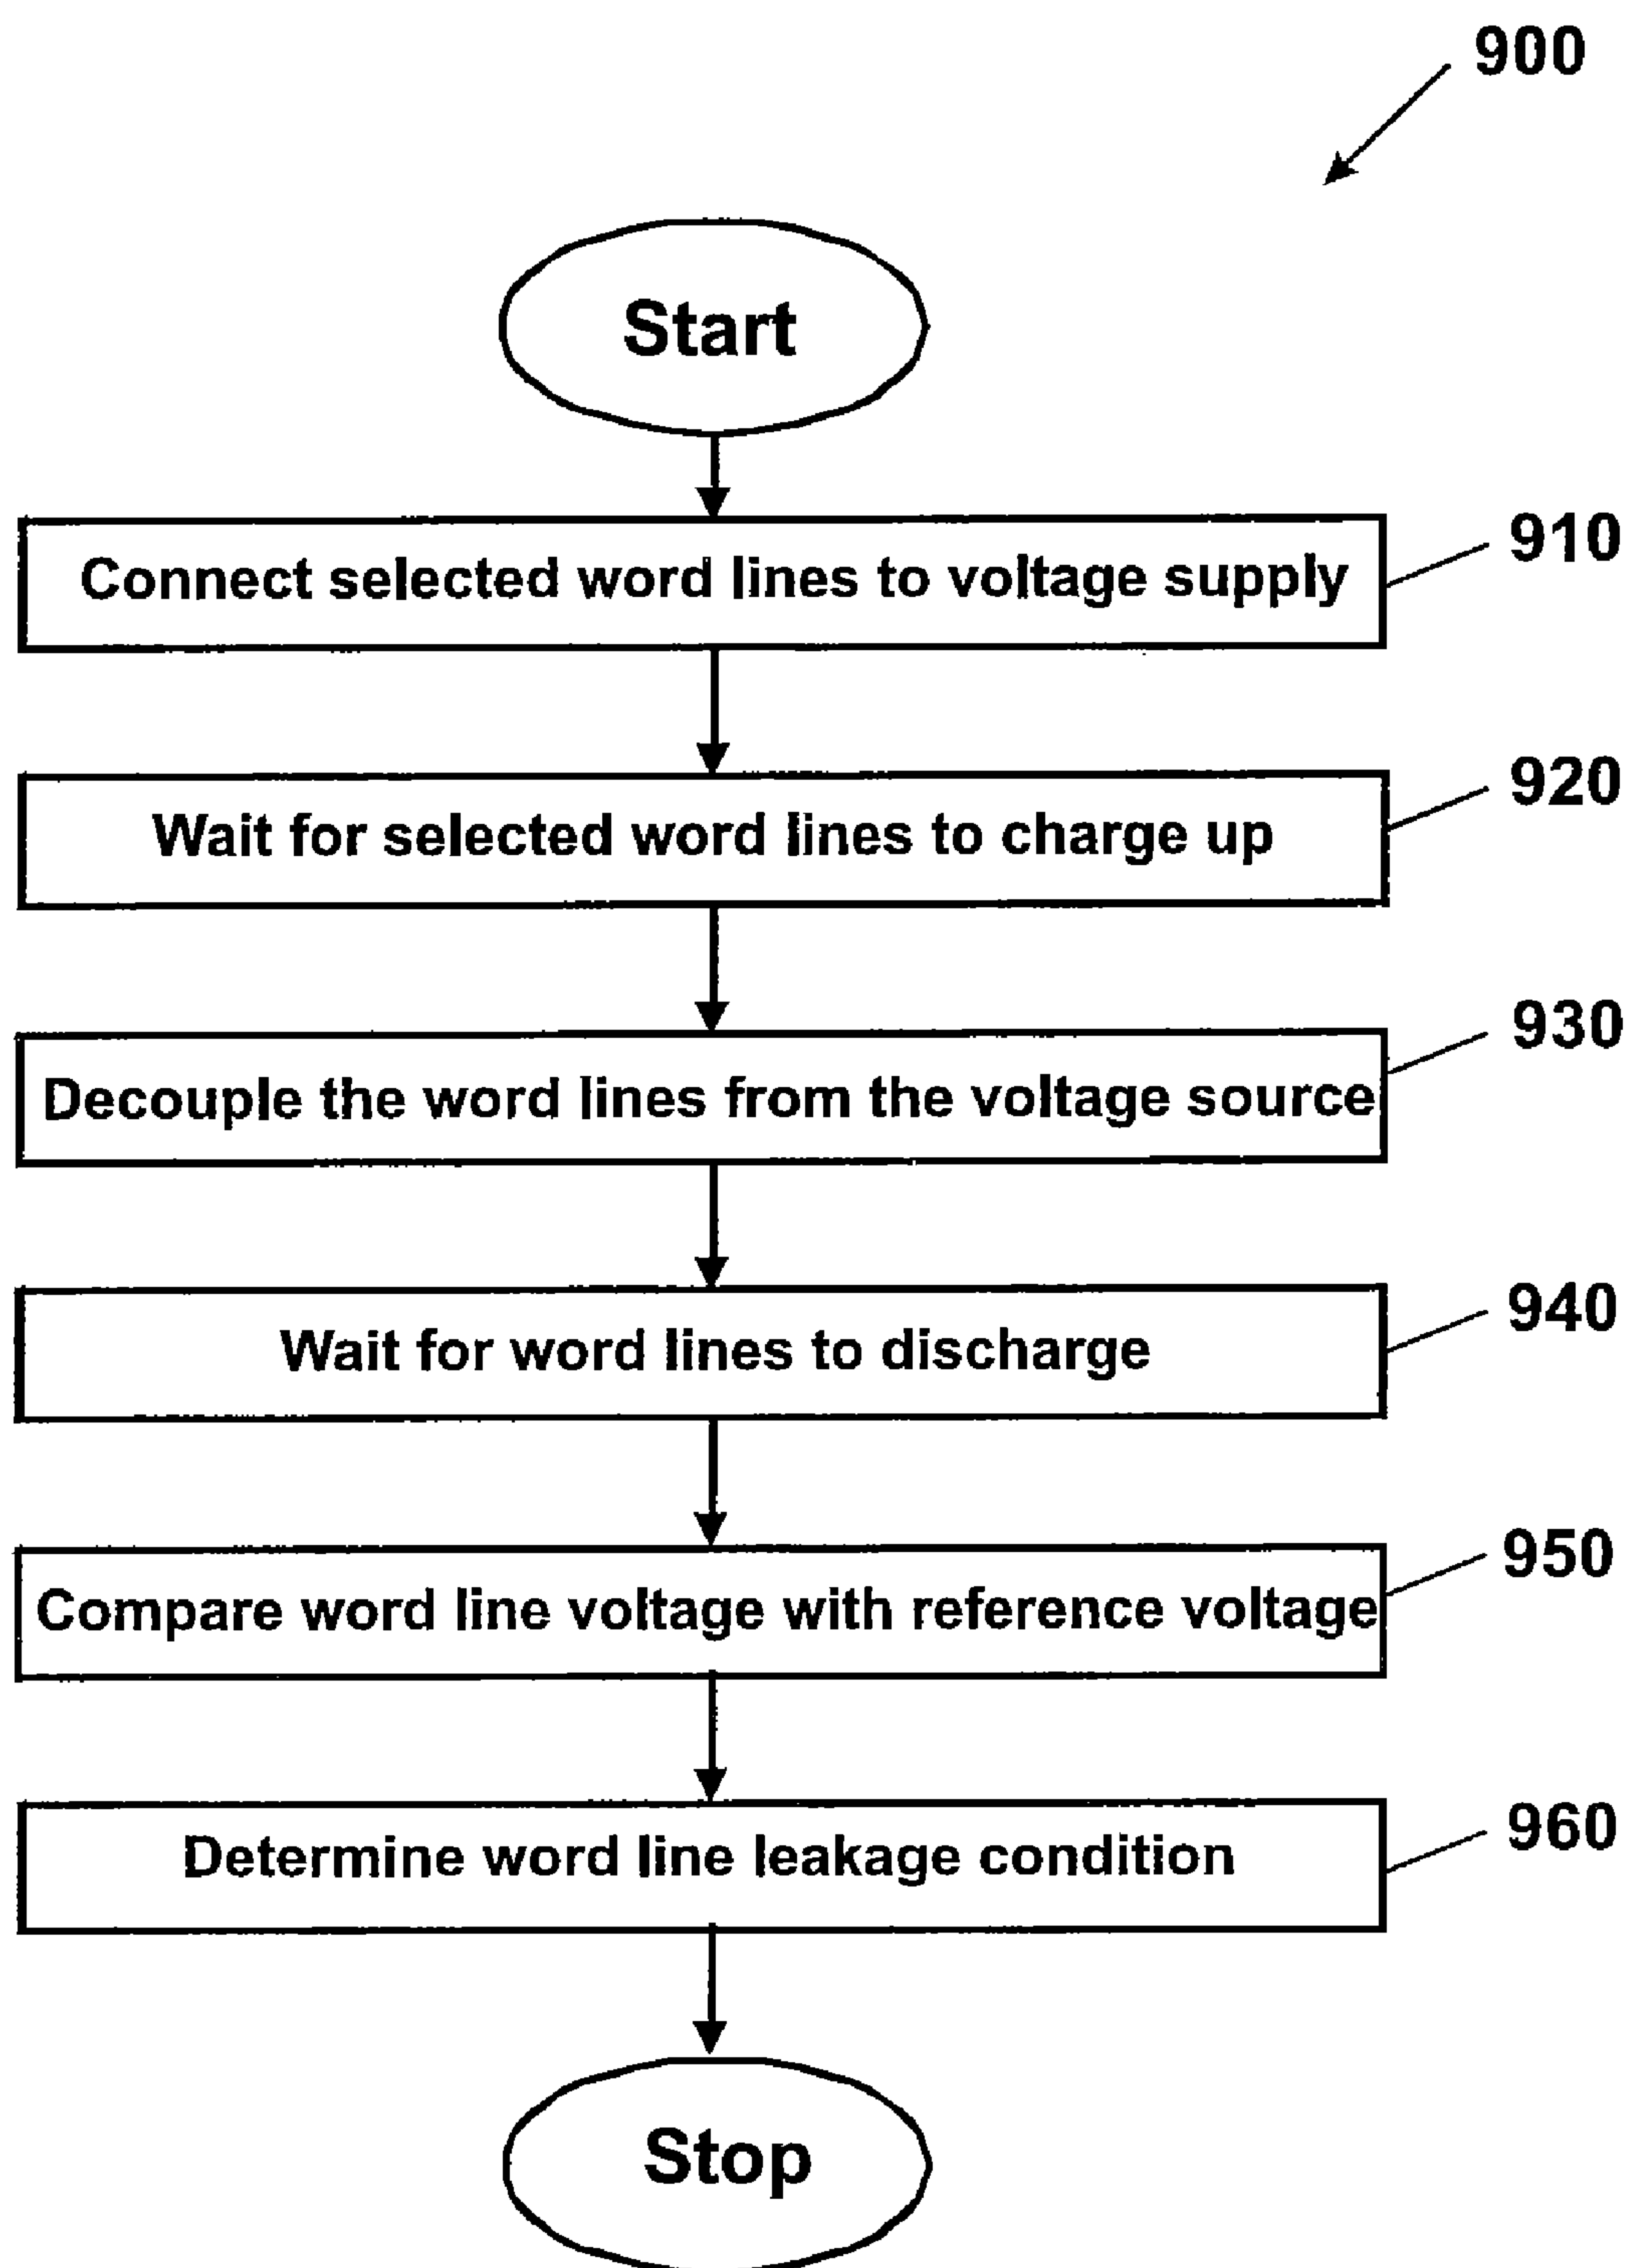 900
Start
Connect selected word lines to voltage supply
910
Wait for selected word lines to charge up
920
Decouple the word lines from the voltage source
930
Wait for word lines to discharge
940
Compare word line voltage with reference voltage
950
Determine word line leakage condition
960
Stop